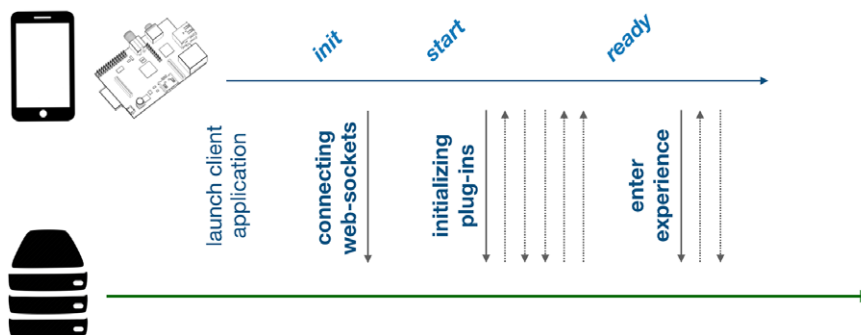 init
start
ready
launch client
application
connecting
web-sockets
initializing
plug-ins
enter
experience